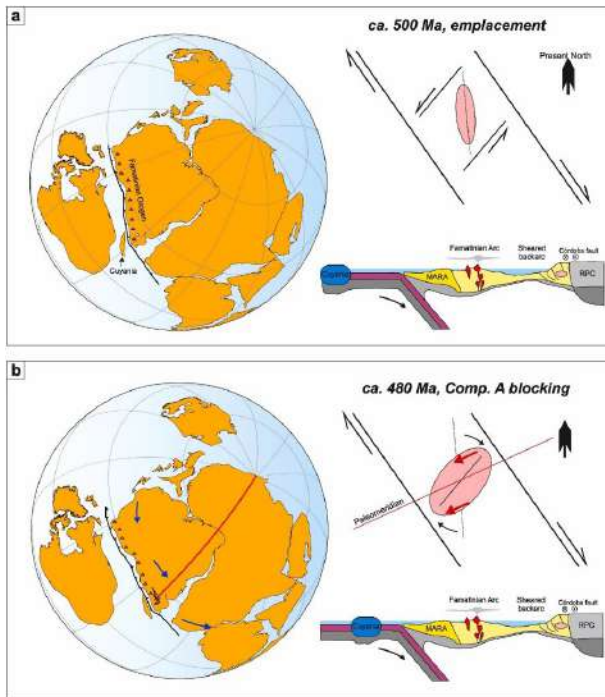 a
ca. 500 Ma, emplacement
Present North
Famatinian Orogen
Cuyania
Famatinian Arc
Sheared backarc
Córdoba fault
Cuyania
MARA
RPC
b
ca. 480 Ma, Comp. A blocking
Paleomeridian
Famatinian Arc
Sheared backarc
Córdoba fault
Cuyania
MARA
RPC